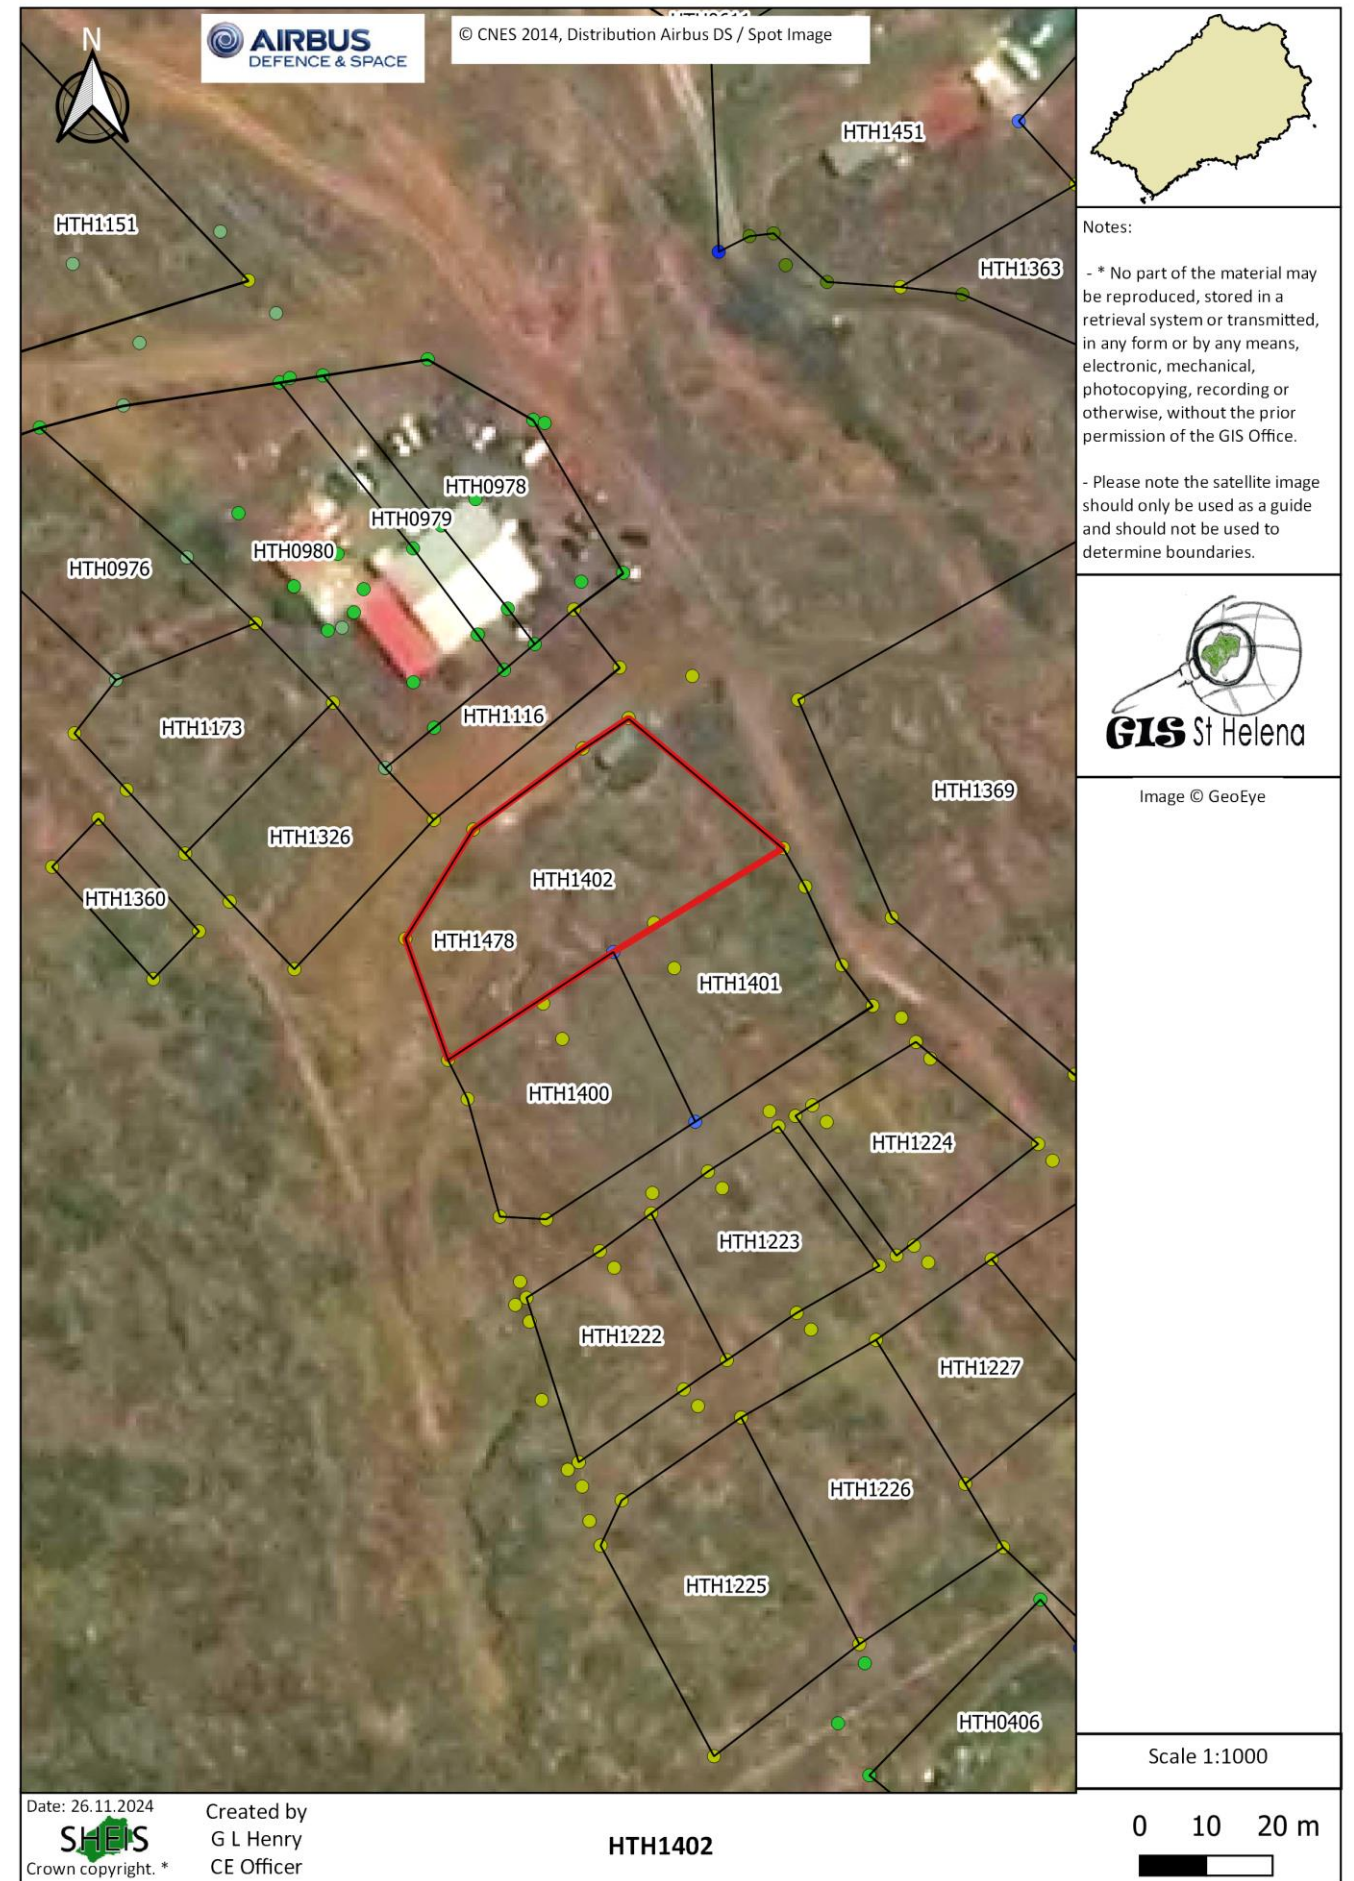 N
AIRBUS
DEFENCE & SPACE
© CNES 2014, Distribution Airbus DS / Spot Image
HTH1451
HTH1151
HTH1363
HTH0978
HTH0979
HTH0980
HTH0976
HTH1116
HTH1173
HTH1369
HTH1326
HTH1402
HTH1360
HTH1478
HTH1401
HTH1400
HTH1224
HTH1223
HTH1222
HTH1227
HTH1226
HTH1225
HTH0406
Notes:
- * No part of the material may
be reproduced, stored in a
retrieval system or transmitted,
in any form or by any means,
electronic, mechanical,
photocopying, recording or
otherwise, without the prior
permission of the GIS Office.
- Please note the satellite image
should only be used as a guide
and should not be used to
determine boundaries.
GIS St Helena
Image © GeoEye
Scale 1:1000
0 10 20 m
Date: 26.11.2024
SHEIS
Crown copyright. *
Created by
G L Henry
CE Officer
HTH1402